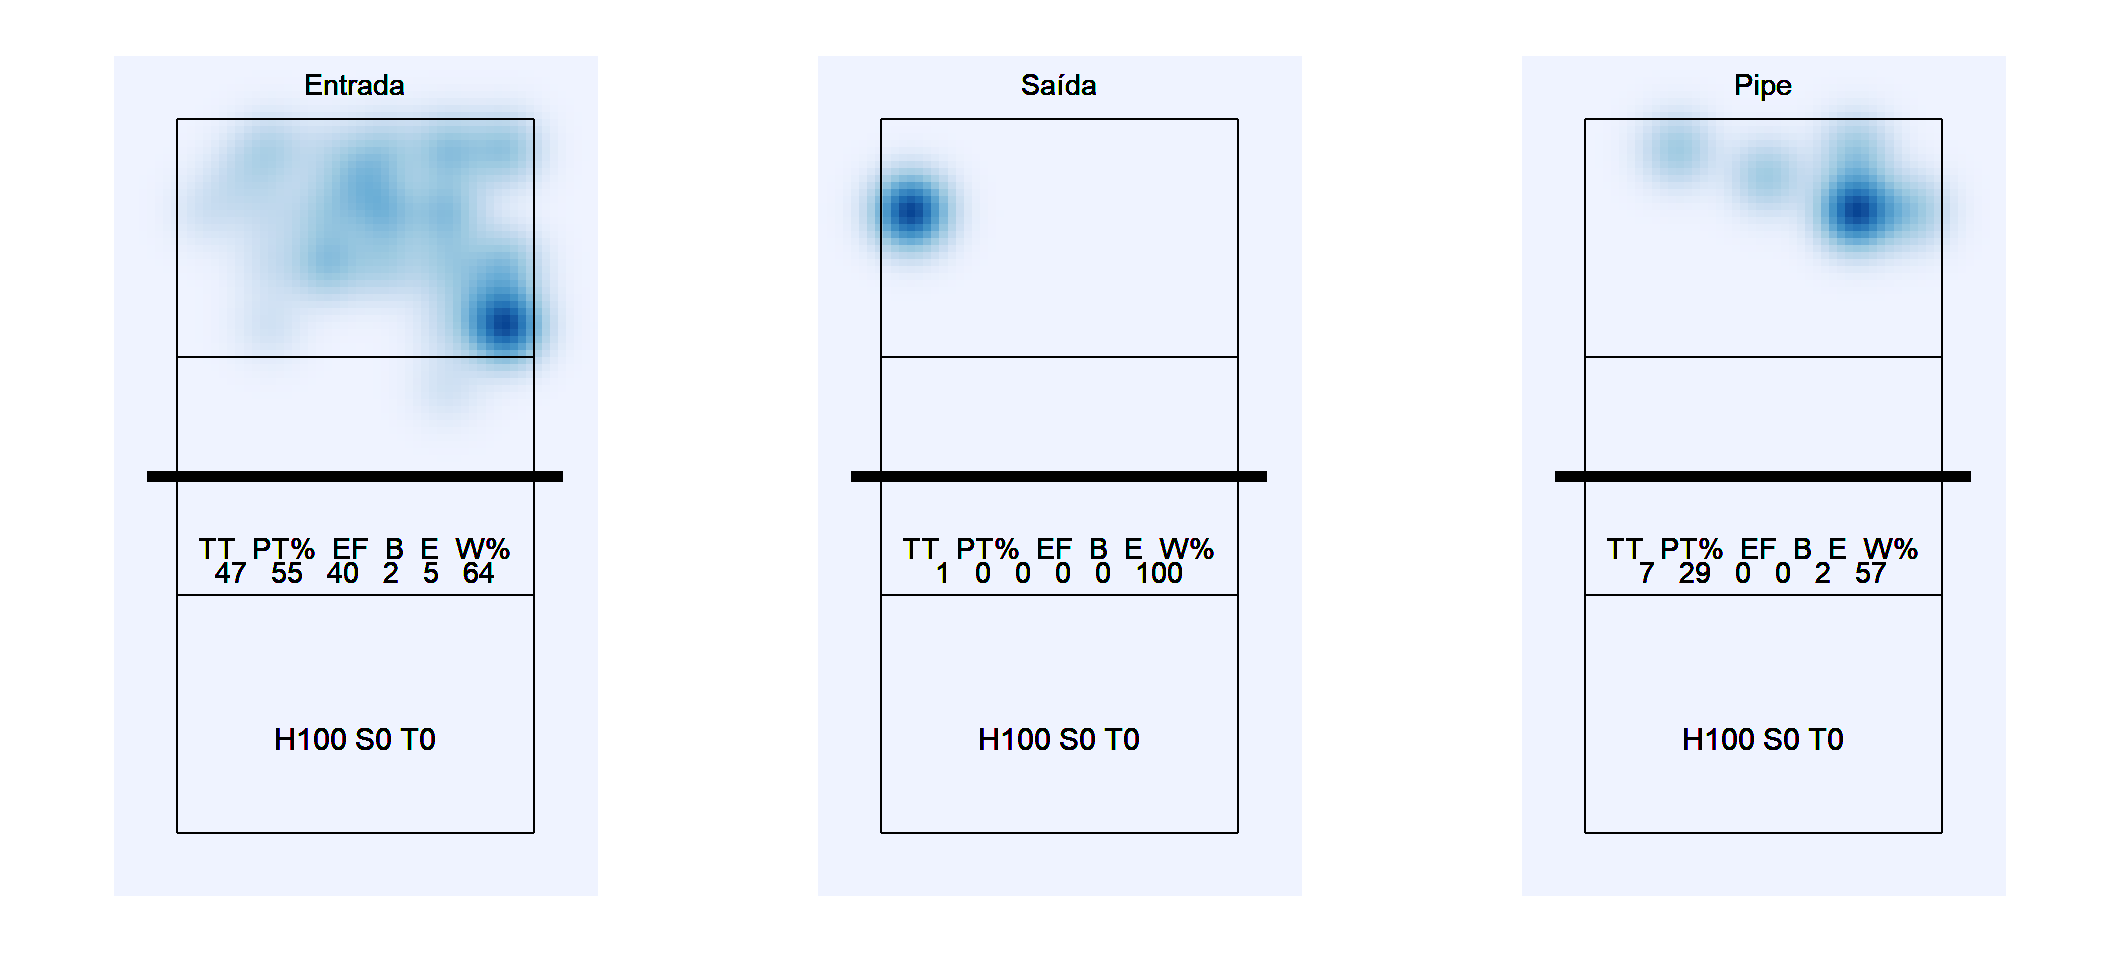 Entrada
TT PT% EF B E W%
47 55 40 2 5 64
H100 S0 T0
Saída
TT PT% EF B E W%
1 0 0 0 0 100
H100 S0 T0
Pipe
TT PT% EF B E W%
7 29 0 0 2 57
H100 S0 T0